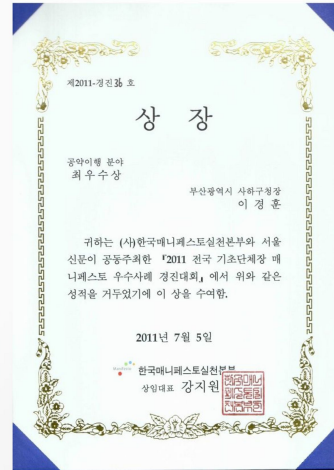 제2011-경진36 호
상 장
공약이행 분야
최우수상
부산광역시 사하구청장
이 경 훈
귀하는 (사)한국매니페스토실천본부와 서울
신문이 공동주최한 『2011 전국 기초단체장 매
니페스토 우수사례 경진대회』에서 위와 같은
성적을 거두었기에 이 상을 수여함.
2011년 7월 5일
한국매니페스토실천본부
상임대표 강지원